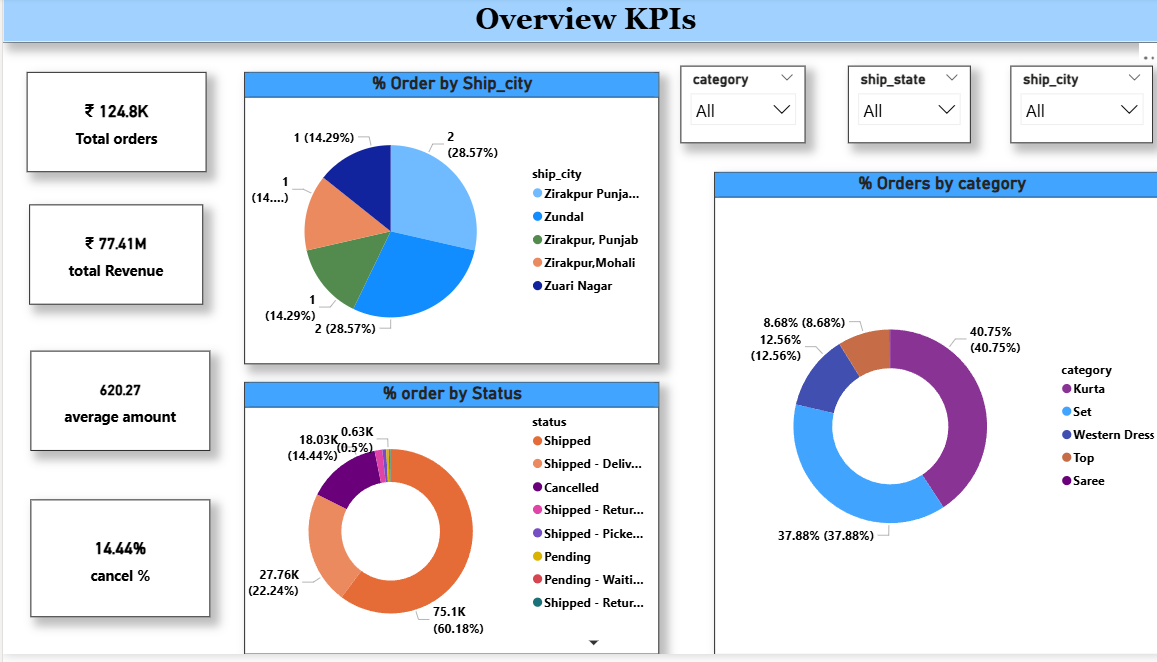 Overview KPIs
₹ 124.8K
Total orders
₹ 77.41M
total Revenue
620.27
average amount
14.44%
cancel %
% Order by Ship_city
1 (14.29%)
2
(28.57%)
1
(14....)
1
(14.29%)
2 (28.57%)
ship_city
Zirakpur Punja...
Zundal
Zirakpur, Punjab
Zirakpur,Mohali
Zuari Nagar
% order by Status
0.63K
(0.5%)
18.03K
(14.44%)
27.76K
(22.24%)
75.1K
(60.18%)
status
Shipped
Shipped - Deliv...
Cancelled
Shipped - Retur...
Shipped - Picke...
Pending
Pending - Waiti...
Shipped - Retur...
category
All
ship_state
All
ship_city
All
% Orders by category
8.68% (8.68%)
12.56%
(12.56%)
40.75%
(40.75%)
37.88% (37.88%)
category
Kurta
Set
Western Dress
Top
Saree